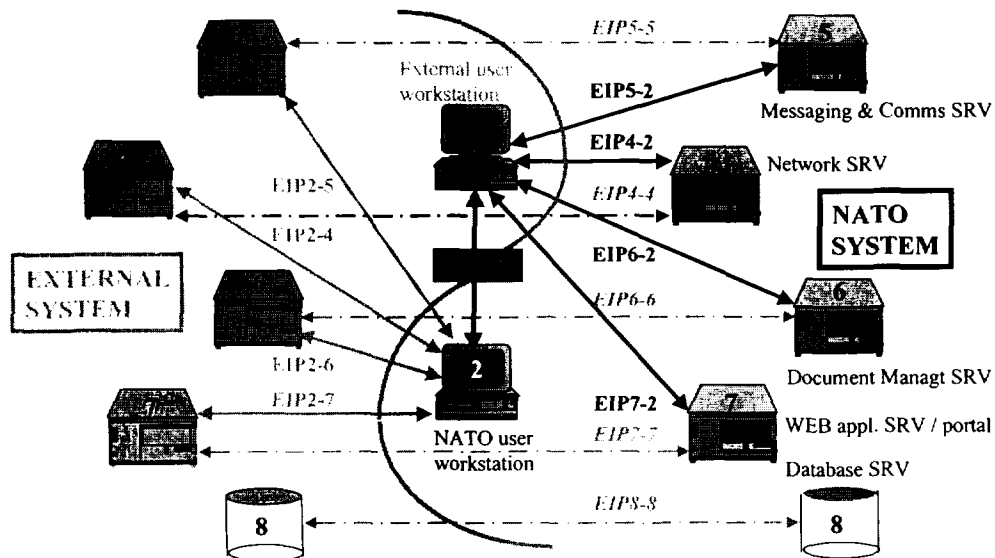 EIP5-5
5
External user
workstation
EIP5-2
Messaging & Comms SRV
EIP4-2
Network SRV
EIP2-5
EIP4-4
EIP2-4
NATO
SYSTEM
EIP6-2
EXTERNAL
SYSTEM
EIP6-6
6
2
EIP2-6
Document Managt SRV
EIP2-7
EIP7-2
7
7
WEB appl. SRV / portal
NATO user
workstation
EIP7-7
Database SRV
8
EIP8-8
8